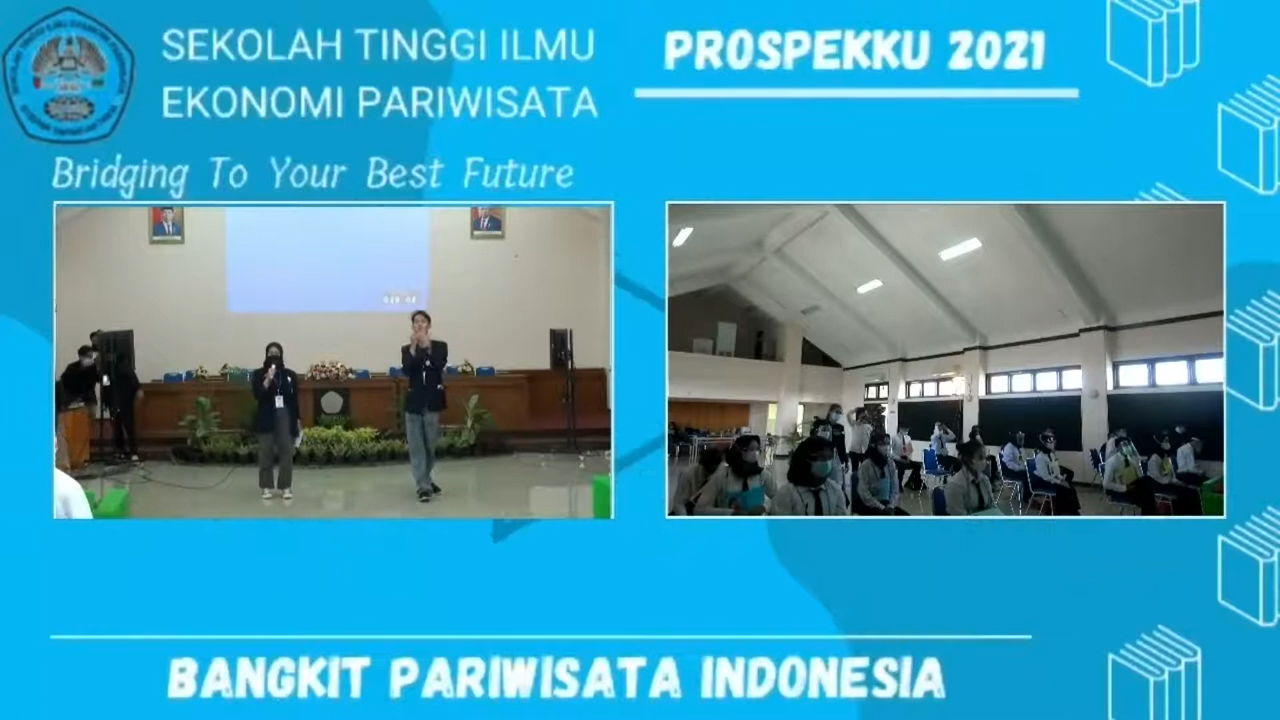 SEKOLAH TINGGI ILMU
EKONOMI PARIWISATA
Bridging To Your Best Future
PROSPEKKU 2021
BANGKIT PARIWISATA INDONESIA